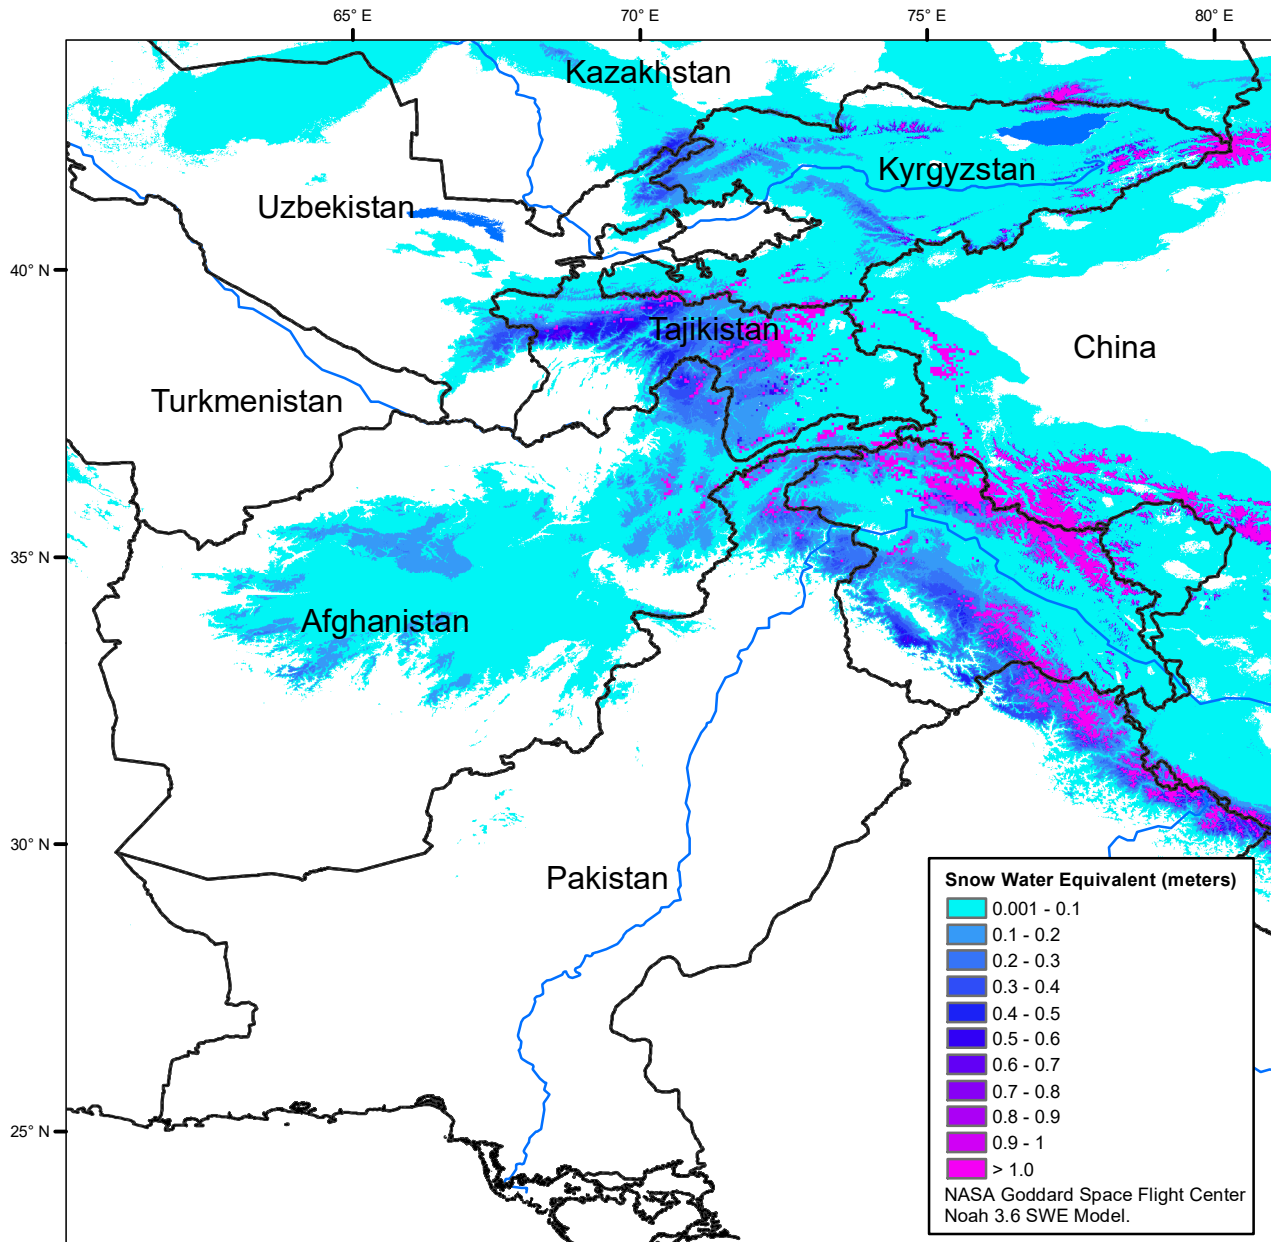 65° E
70° E
75° E
80° E
Kazakhstan
Kyrgyzstan
Uzbekistan
40° N
Tajikistan
China
Turkmenistan
35° N
Afghanistan
30° N
Pakistan
25° N
Snow Water Equivalent (meters)
0.001 - 0.1
0.1 - 0.2
0.2 - 0.3
0.3 - 0.4
0.4 - 0.5
0.5 - 0.6
0.6 - 0.7
0.7 - 0.8
0.8 - 0.9
0.9 - 1
> 1.0
NASA Goddard Space Flight Center
Noah 3.6 SWE Model.